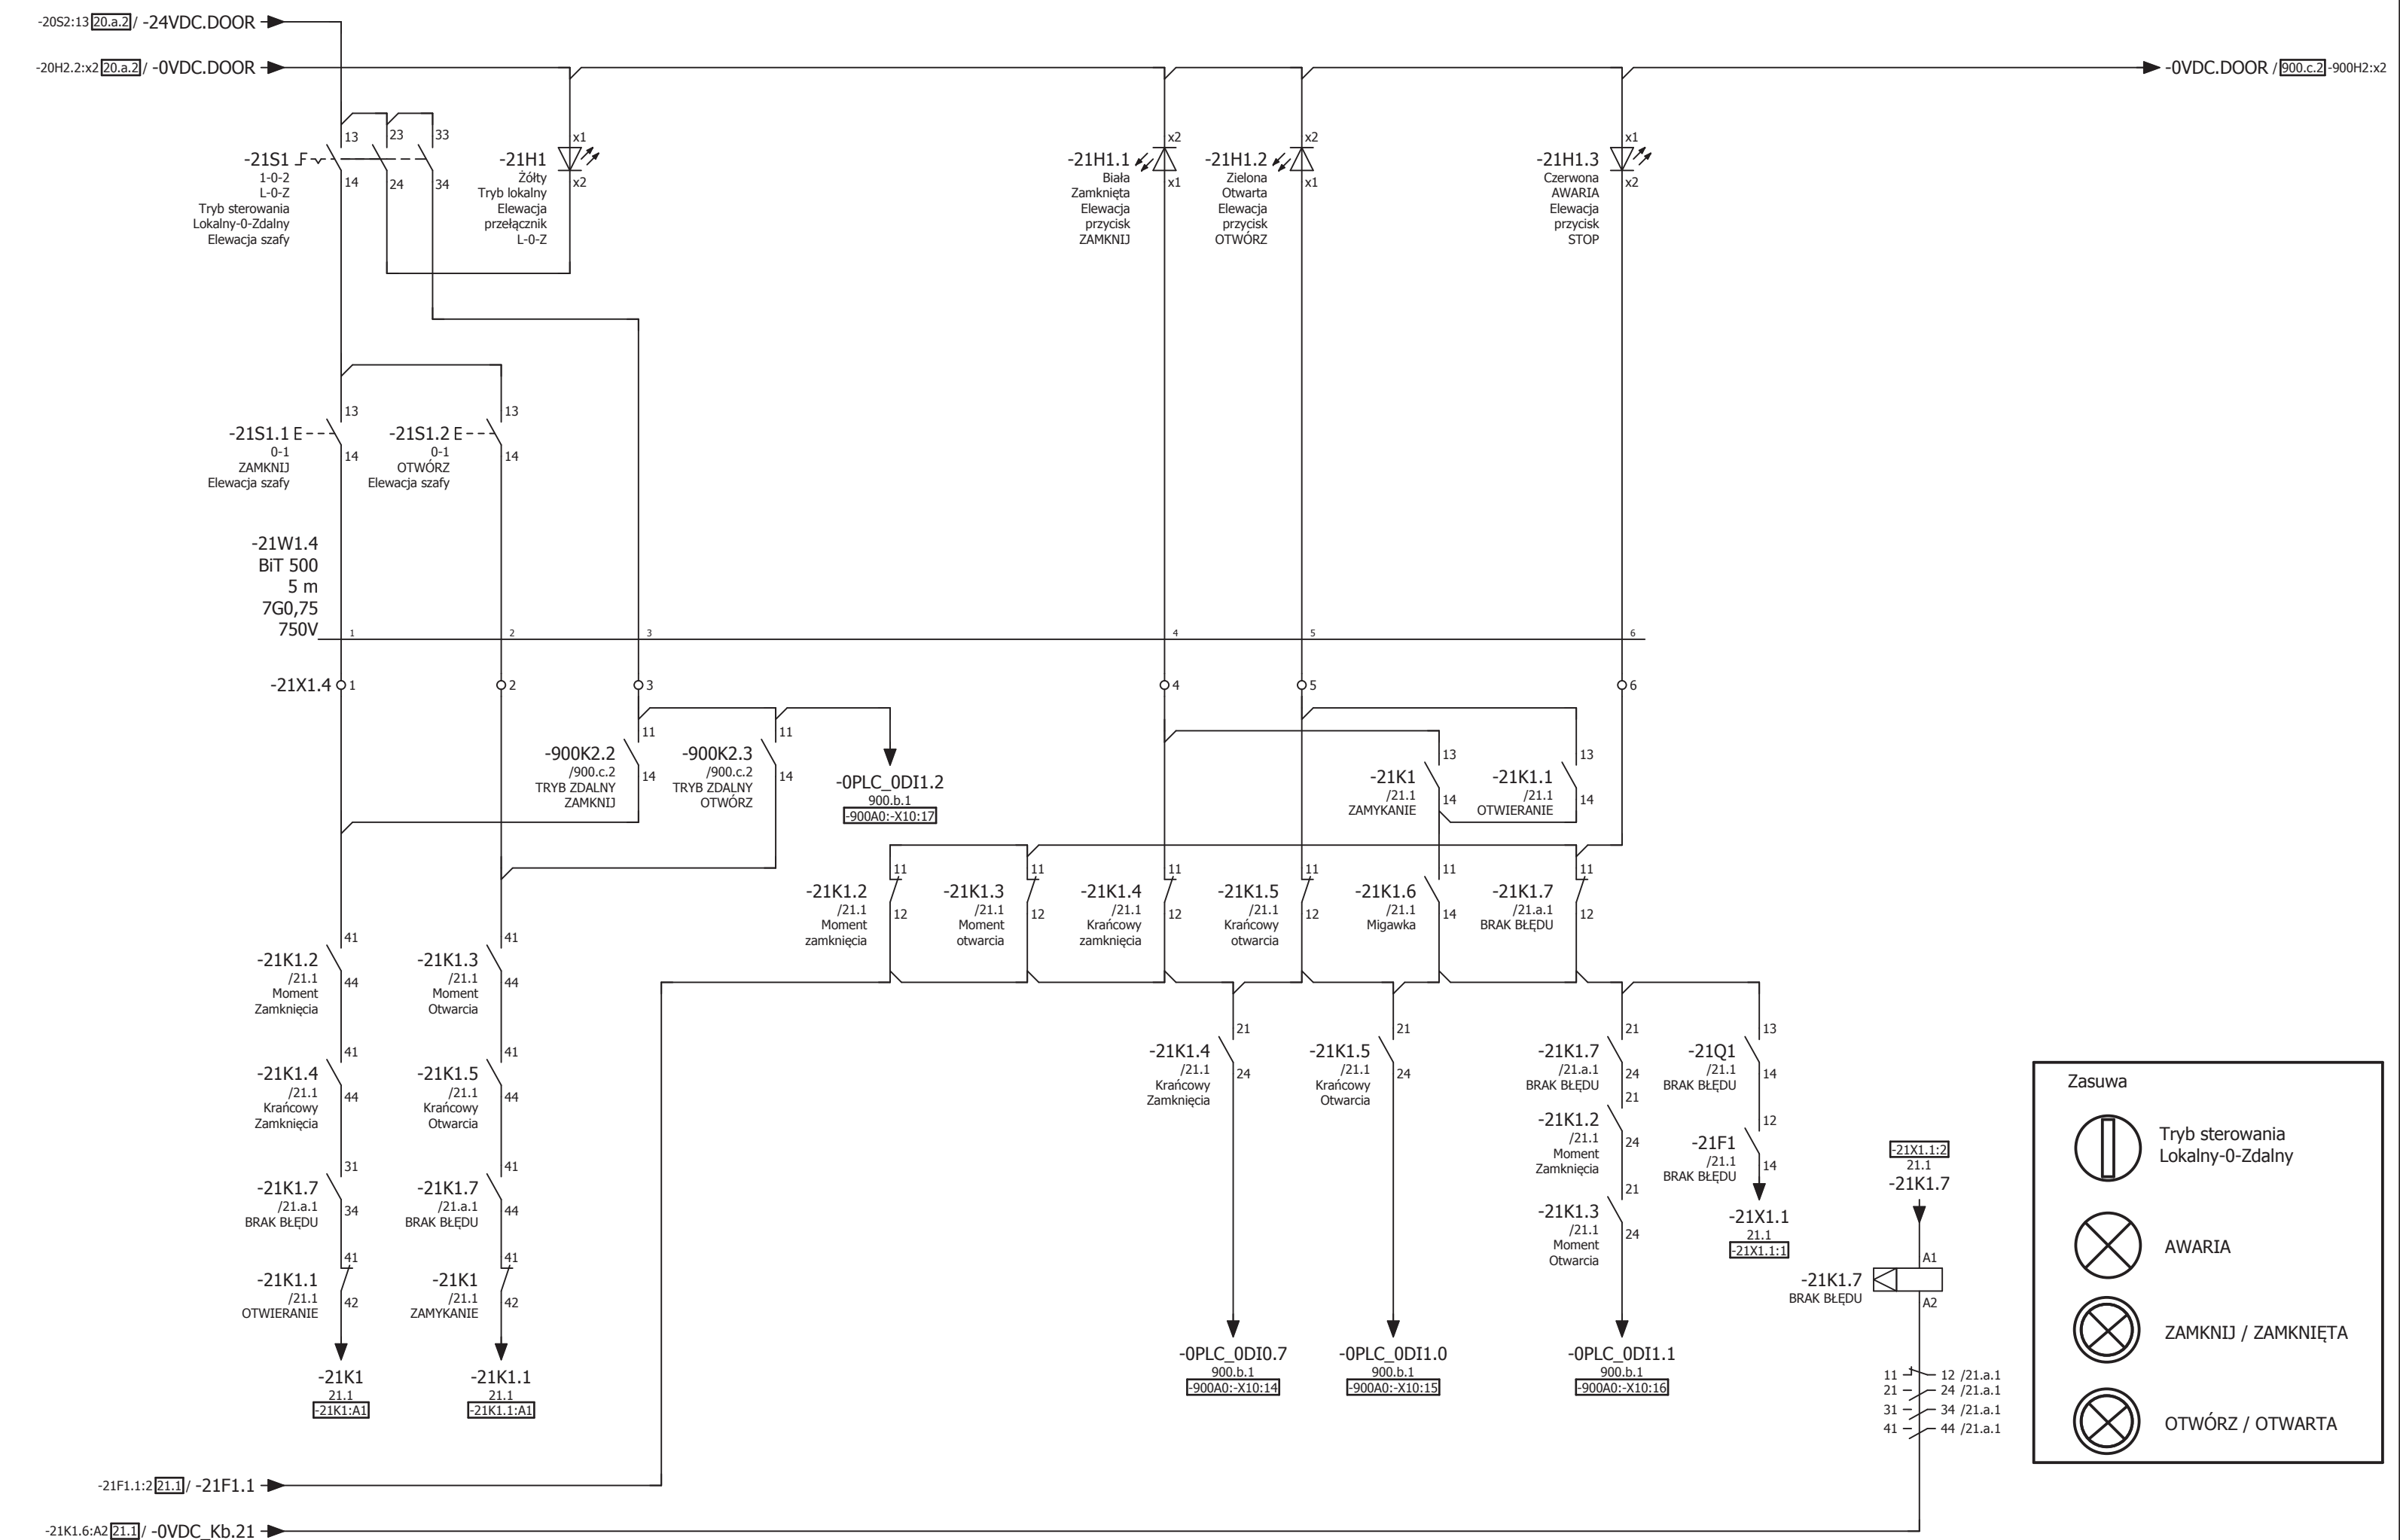 -20S2:13 20.a.2 / -24VDC.DOOR
-20H2.2:x2 20.a.2 / -0VDC.DOOR
-0VDC.DOOR / 900.c.2 -900H2:x2
13
23
33
-21S1
1-0-2
L-0-Z
Tryb sterowania
Lokalny-0-Zdalny
Elewacja szafy
14
24
34
x1
-21H1
Żółty
Tryb lokalny
Elewacja
przełącznik
L-0-Z
x2
x2
-21H1.1
Biała
Zamknięta
Elewacja
przycisk
ZAMKNIJ
x1
x2
-21H1.2
Zielona
Otwarta
Elewacja
przycisk
OTWÓRZ
x1
x1
-21H1.3
Czerwona
AWARIA
Elewacja
przycisk
STOP
x2
13
-21S1.1
0-1
ZAMKNIJ
Elewacja szafy
14
13
-21S1.2
0-1
OTWÓRZ
Elewacja szafy
14
-21W1.4
BiT 500
5 m
7G0,75
750V
1
2
3
4
5
6
-21X1.4
1
2
3
4
5
6
11
-900K2.2
/900.c.2
TRYB ZDALNY
ZAMKNIJ
14
11
-900K2.3
/900.c.2
TRYB ZDALNY
OTWÓRZ
14
-0PLC_0DI1.2
900.b.1
-900A0:-X10:17
13
-21K1
/21.1
ZAMYKANIE
14
13
-21K1.1
/21.1
OTWIERANIE
14
11
-21K1.2
/21.1
Moment
zamknięcia
12
11
-21K1.3
/21.1
Moment
otwarcia
12
11
-21K1.4
/21.1
Krańcowy
zamknięcia
12
11
-21K1.5
/21.1
Krańcowy
otwarcia
12
11
-21K1.6
/21.1
Migawka
14
11
-21K1.7
/21.a.1
BRAK BŁĘDU
12
41
-21K1.2
/21.1
Moment
Zamknięcia
44
41
-21K1.3
/21.1
Moment
Otwarcia
44
41
-21K1.4
/21.1
Krańcowy
Zamknięcia
44
41
-21K1.5
/21.1
Krańcowy
Otwarcia
44
31
-21K1.7
/21.a.1
BRAK BŁĘDU
34
41
-21K1.7
/21.a.1
BRAK BŁĘDU
44
41
-21K1.1
/21.1
OTWIERANIE
42
41
-21K1
/21.1
ZAMYKANIE
42
-21K1
21.1
-21K1:A1
-21K1.1
21.1
-21K1.1:A1
21
-21K1.4
/21.1
Krańcowy
Zamknięcia
24
21
-21K1.5
/21.1
Krańcowy
Otwarcia
24
21
-21K1.7
/21.a.1
BRAK BŁĘDU
24
21
-21K1.2
/21.1
Moment
Zamknięcia
24
21
-21K1.3
/21.1
Moment
Otwarcia
24
13
-21Q1
/21.1
BRAK BŁĘDU
14
12
-21F1
/21.1
BRAK BŁĘDU
14
-21X1.1
21.1
-21X1.1:1
-0PLC_0DI0.7
900.b.1
-900A0:-X10:14
-0PLC_0DI1.0
900.b.1
-900A0:-X10:15
-0PLC_0DI1.1
900.b.1
-900A0:-X10:16
-21X1.1:2
21.1
-21K1.7
A1
-21K1.7
BRAK BŁĘDU
A2
11 12 /21.a.1
21 24 /21.a.1
31 34 /21.a.1
41 44 /21.a.1
Zasuwa
Tryb sterowania
Lokalny-0-Zdalny
AWARIA
ZAMKNIJ / ZAMKNIĘTA
OTWÓRZ / OTWARTA
-21F1.1:2 21.1 / -21F1.1
-21K1.6:A2 21.1 / -0VDC_Kb.21